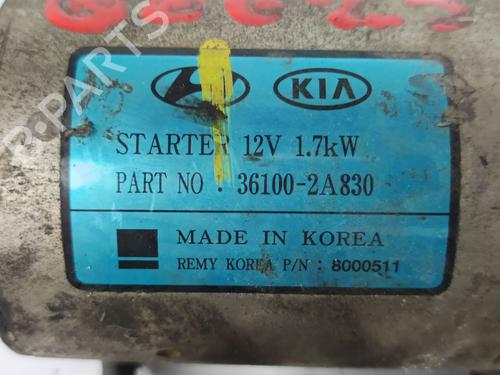 KIA
STARTER 12V 1.7kW
PART NO : 36100-2A830
MADE IN KOREA
REMY KOREA P/N : 8000511